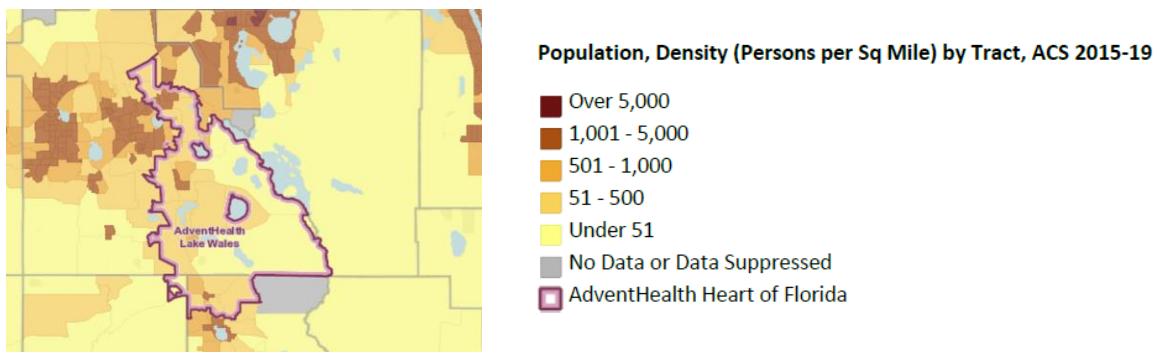 AdventHealth
Lake Wales
Population, Density (Persons per Sq Mile) by Tract, ACS 2015-19
Over 5,000
1,001 - 5,000
501 - 1,000
51 - 500
Under 51
No Data or Data Suppressed
AdventHealth Heart of Florida